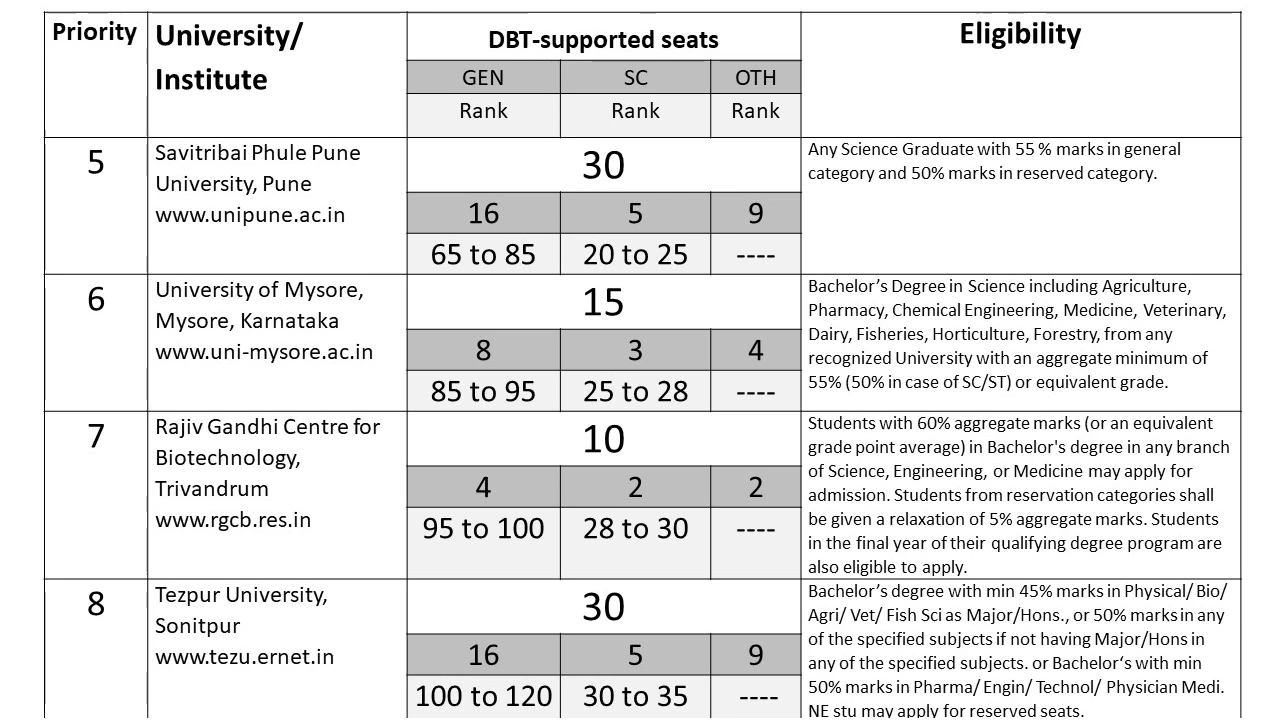 Priority
University/
Institute
DBT-supported seats
Eligibility
GEN SC OTH
Rank Rank Rank
5
Savitribai Phule Pune
University, Pune
www.unipune.ac.in
30
16 5 9
65 to 85 20 to 25 ----
Any Science Graduate with 55 % marks in general
category and 50% marks in reserved category.
6
University of Mysore,
Mysore, Karnataka
www.uni-mysore.ac.in
15
8 3 4
85 to 95 25 to 28 ----
Bachelor’s Degree in Science including Agriculture,
Pharmacy, Chemical Engineering, Medicine, Veterinary,
Dairy, Fisheries, Horticulture, Forestry, from any
recognized University with an aggregate minimum of
55% (50% in case of SC/ST) or equivalent grade.
7
Rajiv Gandhi Centre for
Biotechnology,
Trivandrum
www.rgcb.res.in
10
4 2 2
95 to 100 28 to 30 ----
Students with 60% aggregate marks (or an equivalent
grade point average) in Bachelor's degree in any branch
of Science, Engineering, or Medicine may apply for
admission. Students from reservation categories shall
be given a relaxation of 5% aggregate marks. Students
in the final year of their qualifying degree program are
also eligible to apply.
8
Tezpur University,
Sonitpur
www.tezu.ernet.in
30
16 5 9
100 to 120 30 to 35 ----
Bachelor’s degree with min 45% marks in Physical/ Bio/
Agri/ Vet/ Fish Sci as Major/Hons., or 50% marks in any
of the specified subjects if not having Major/Hons in
any of the specified subjects. or Bachelor‘s with min
50% marks in Pharma/ Engin/ Technol/ Physician Medi.
NE stu may apply for reserved seats.